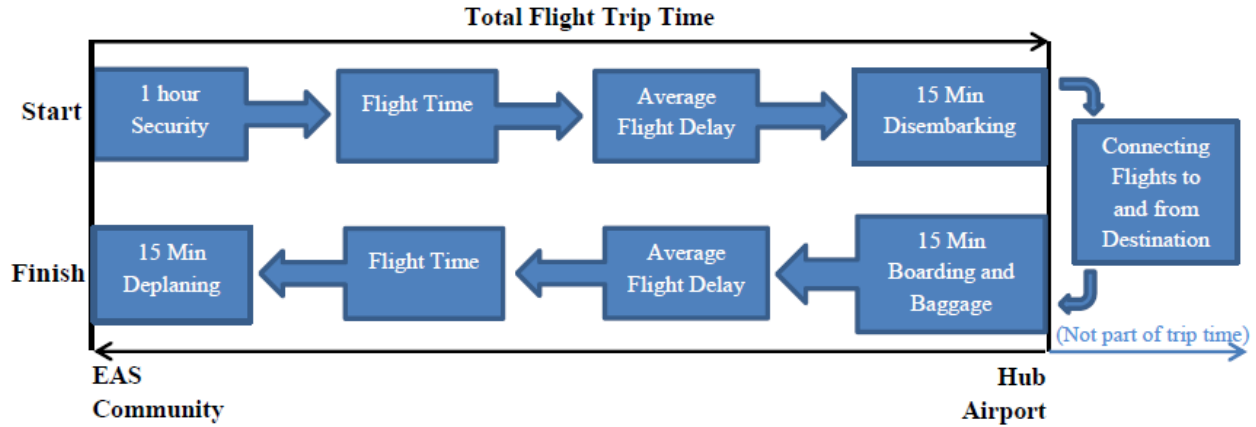 Total Flight Trip Time
Start
1 hour
Security
Flight Time
Average
Flight Delay
15 Min
Disembarking
Connecting
Flights to
and from
Destination
Finish
15 Min
Deplaning
Flight Time
Average
Flight Delay
15 Min
Boarding and
Baggage
(Not part of trip time)
EAS
Community
Hub
Airport